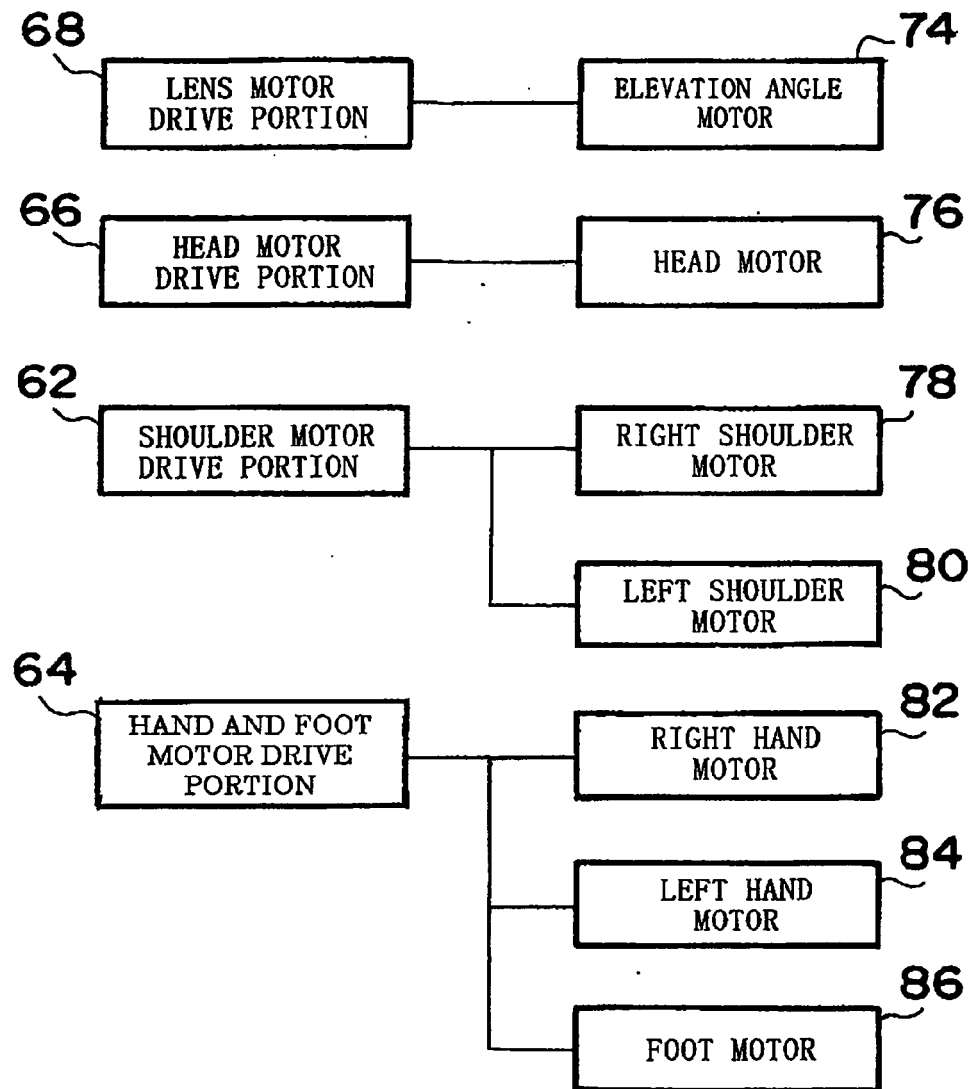 68
LENS MOTOR
DRIVE PORTION
74
ELEVATION ANGLE
MOTOR
66
HEAD MOTOR
DRIVE PORTION
76
HEAD MOTOR
62
SHOULDER MOTOR
DRIVE PORTION
78
RIGHT SHOULDER
MOTOR
80
LEFT SHOULDER
MOTOR
64
HAND AND FOOT
MOTOR DRIVE
PORTION
82
RIGHT HAND
MOTOR
84
LEFT HAND
MOTOR
86
FOOT MOTOR